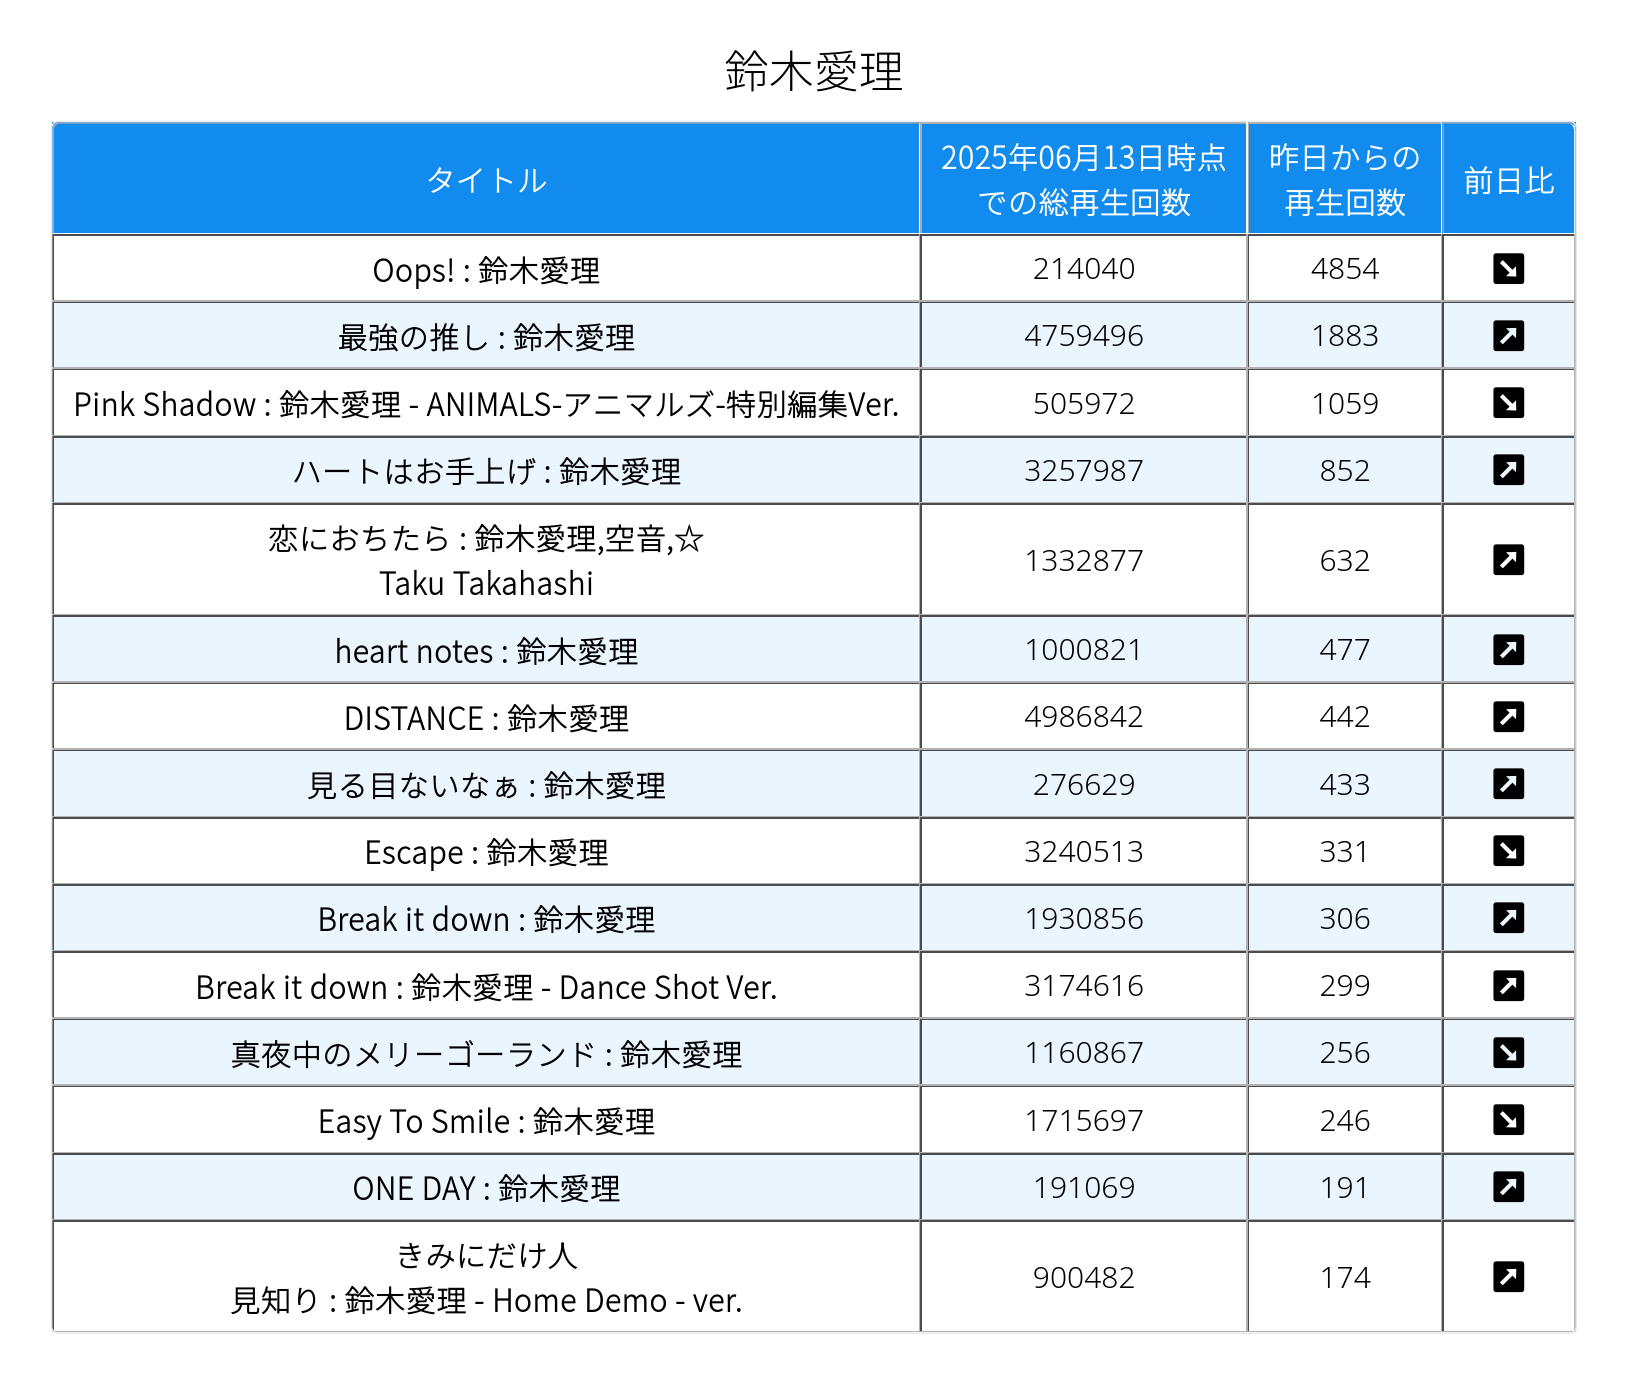 鈴木愛理
タイトル
2025年06月13日時点
での総再生回数
昨日からの
再生回数
前日比
Oops! : 鈴木愛理 214040 4854
最強の推し : 鈴木愛理 4759496 1883
Pink Shadow : 鈴木愛理 - ANIMALS-アニマルズ-特別編集Ver. 505972 1059
ハートはお手上げ : 鈴木愛理 3257987 852
恋におちたら : 鈴木愛理,空音,☆
Taku Takahashi 1332877 632
heart notes : 鈴木愛理 1000821 477
DISTANCE : 鈴木愛理 4986842 442
見る目ないなぁ : 鈴木愛理 276629 433
Escape : 鈴木愛理 3240513 331
Break it down : 鈴木愛理 1930856 306
Break it down : 鈴木愛理 - Dance Shot Ver. 3174616 299
真夜中のメリーゴーランド : 鈴木愛理 1160867 256
Easy To Smile : 鈴木愛理 1715697 246
ONE DAY : 鈴木愛理 191069 191
きみにだけ人
見知り : 鈴木愛理 - Home Demo - ver. 900482 174